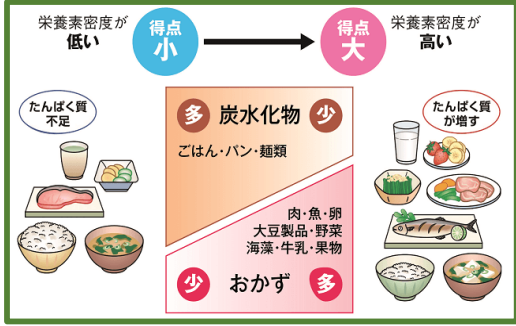 栄養素密度が
低い
得点
小
得点
大
栄養素密度が
高い
たんぱく質
不足
多 炭水化物 少
ごはん・パン・麺類
肉・魚・卵
大豆製品・野菜
海藻・牛乳・果物
少 おかず 多
たんぱく質
が増す